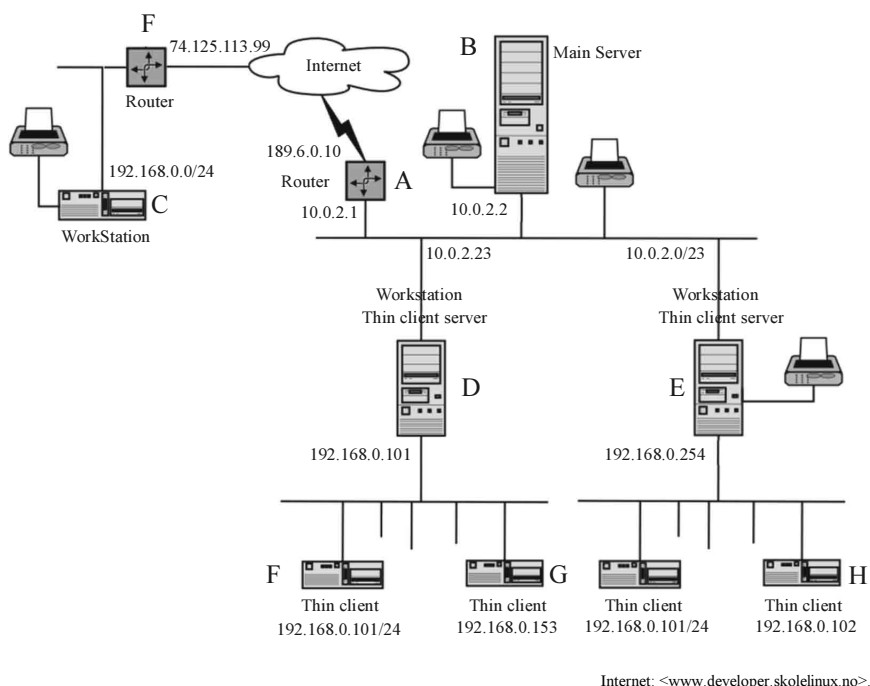 F
74.125.113.99
Internet
Router
192.168.0.0/24
C
WorkStation
B
Main Server
189.6.0.10
Router
A
10.0.2.1
10.0.2.2
10.0.2.23
10.0.2.0/23
Workstation
Thin client server
Workstation
Thin client server
D
E
192.168.0.101
192.168.0.254
F
G
H
Thin client
192.168.0.101/24
Thin client
192.168.0.153
Thin client
192.168.0.101/24
Thin client
192.168.0.102
Internet: <www.developer.skolelinux.no>.